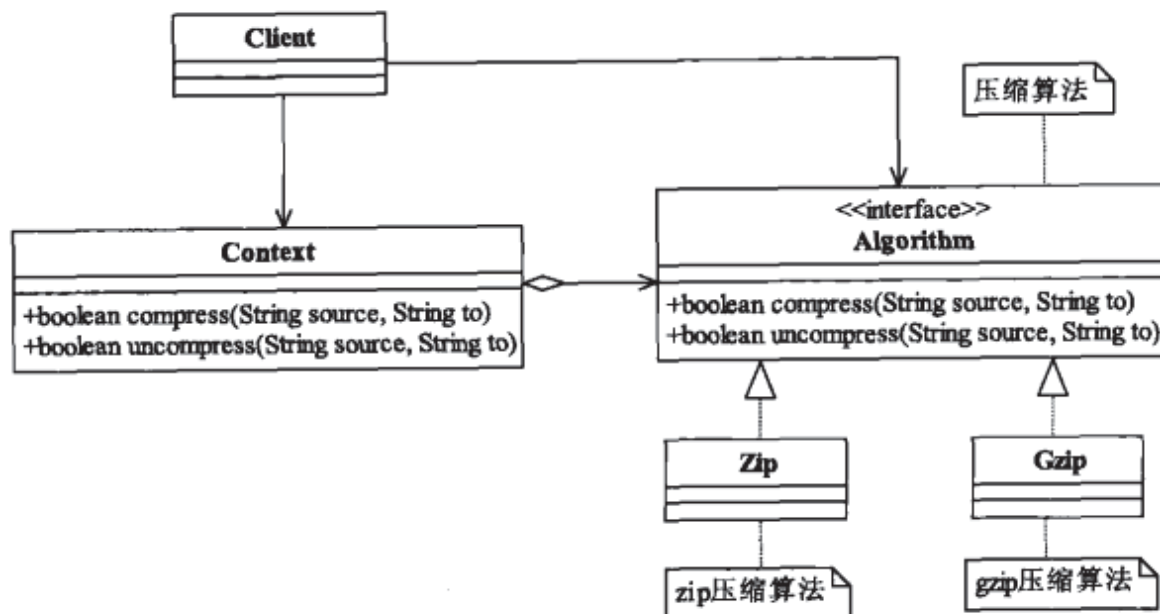 Client
压缩算法
<<interface>>
Algorithm
+boolean compress(String source, String to)
+boolean uncompress(String source, String to)
Context
+boolean compress(String source, String to)
+boolean uncompress(String source, String to)
Zip
Gzip
zip压缩算法
gzip压缩算法